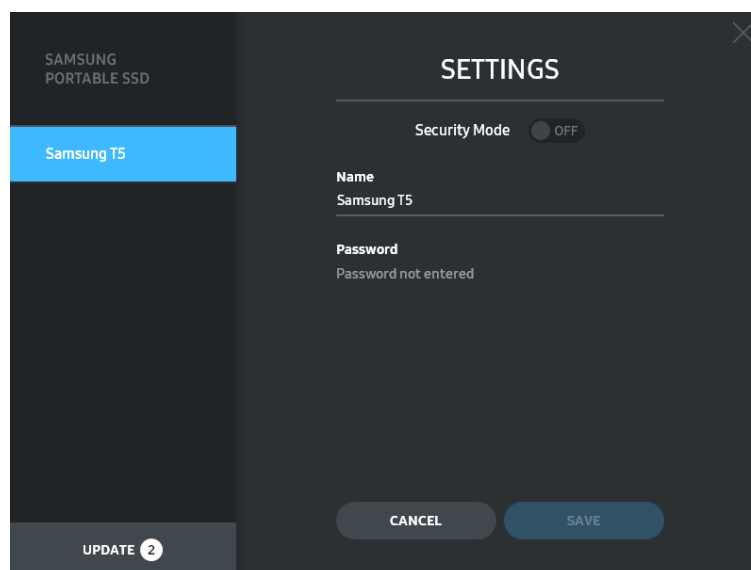 SAMSUNG
PORTABLE SSD
Samsung T5
SETTINGS
Security Mode OFF
Name
Samsung T5
Password
Password not entered
CANCEL SAVE
UPDATE 2